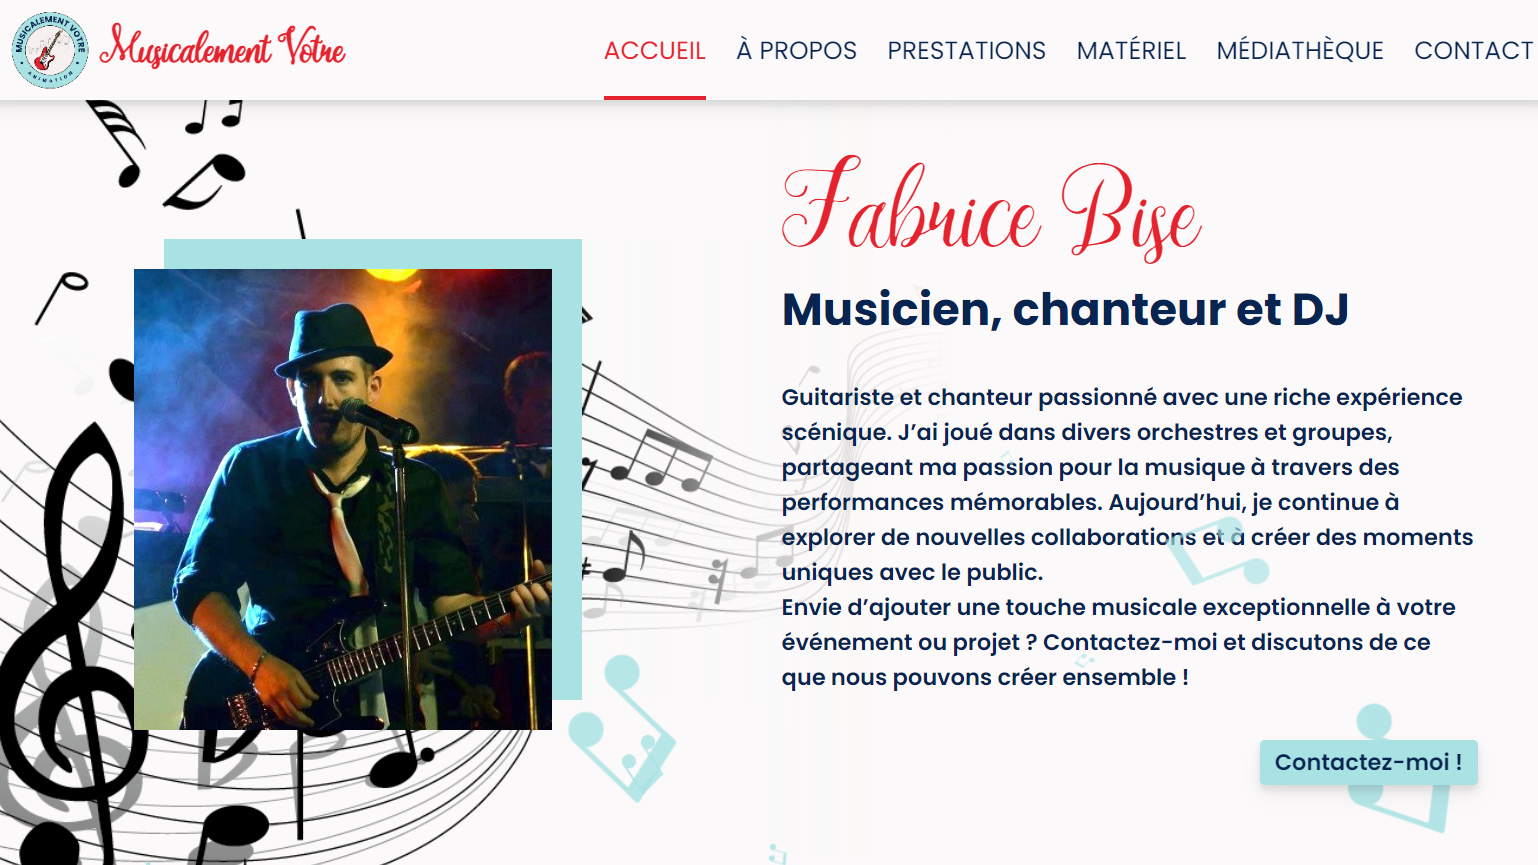 MUSICALEMENT VOTRE
ANIMATION
Musicalement Votre
ACCUEIL À PROPOS PRESTATIONS MATÉRIEL MÉDIATHÈQUE CONTACT
Fabrice Bise
Musicien, chanteur et DJ
Guitariste et chanteur passionné avec une riche expérience
scénique. J’ai joué dans divers orchestres et groupes,
partageant ma passion pour la musique à travers des
performances mémorables. Aujourd’hui, je continue à
explorer de nouvelles collaborations et à créer des moments
uniques avec le public.
Envie d’ajouter une touche musicale exceptionnelle à votre
événement ou projet ? Contactez-moi et discutons de ce
que nous pouvons créer ensemble !
Contactez-moi !